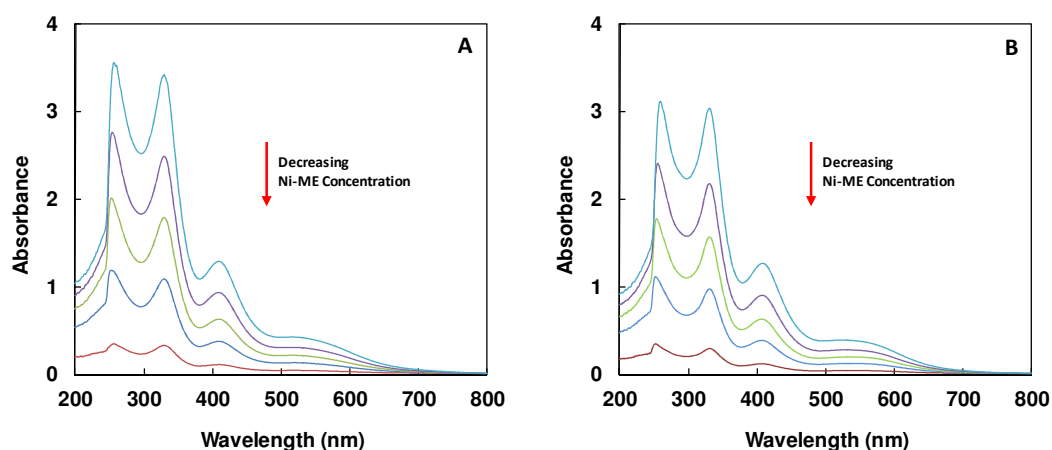 A
4
3
2
1
0
Absorbance
Decreasing
Ni-ME Concentration
200 300 400 500 600 700 800
Wavelength (nm)
B
4
3
2
1
0
Absorbance
Decreasing
Ni-ME Concentration
200 300 400 500 600 700 800
Wavelength (nm)